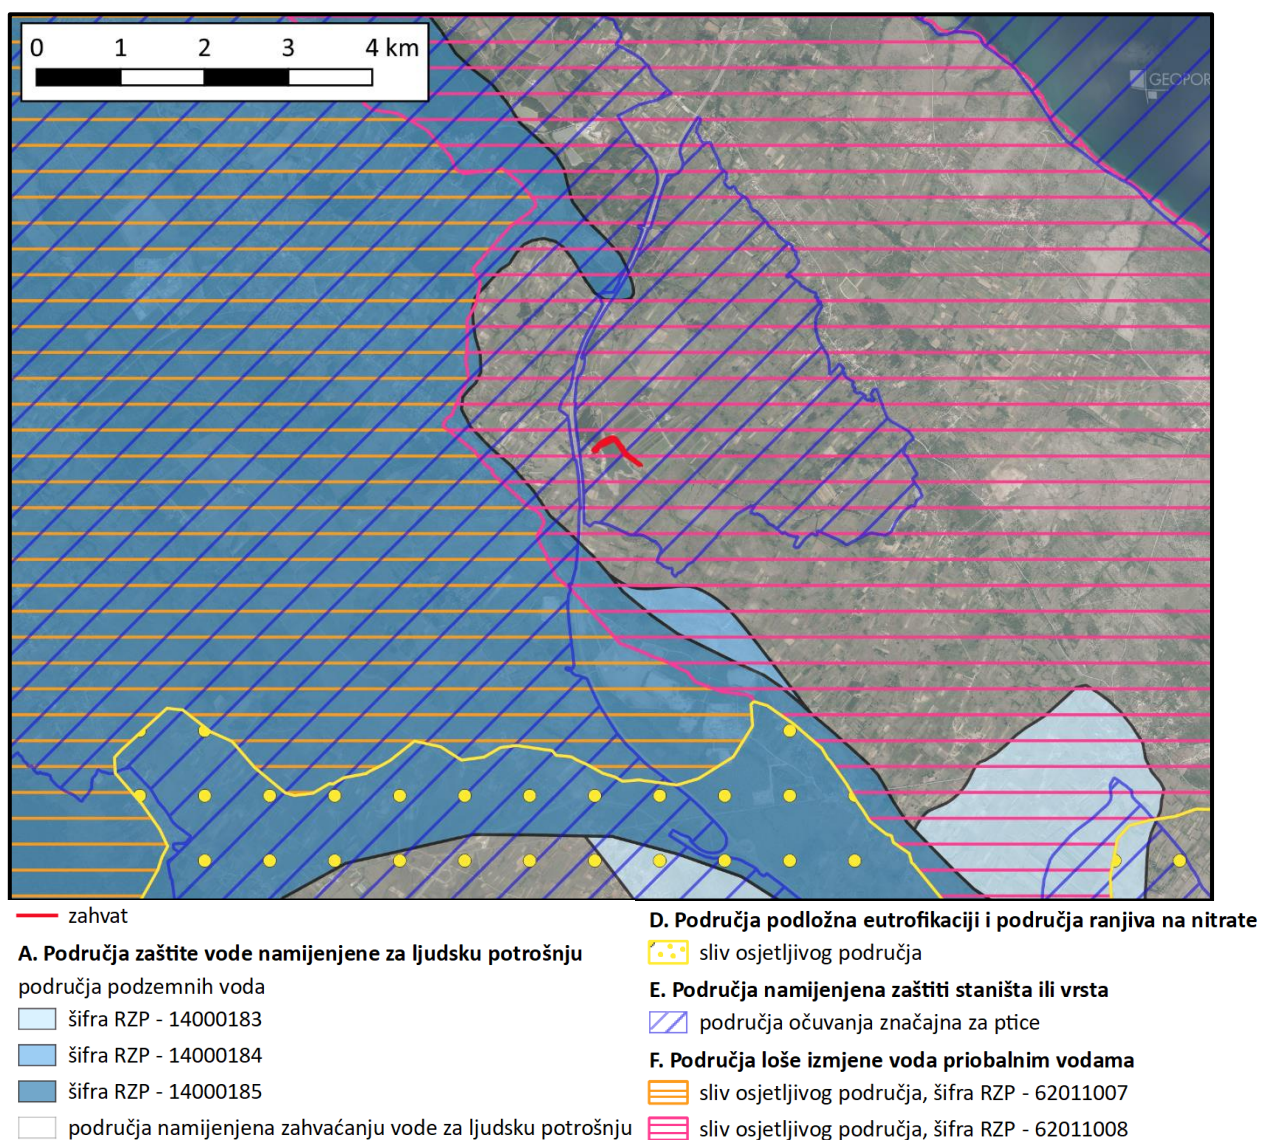 0 1 2 3 4 km
GEOPOR
zahvat
A. Područja zaštite vode namijenjene za ljudsku potrošnju
područja podzemnih voda
šifra RZP - 14000183
šifra RZP - 14000184
šifra RZP - 14000185
područja namijenjena zahvaćanju vode za ljudsku potrošnju
D. Područja podložna eutrofikaciji i područja ranjiva na nitrate
sliv osjetljivog područja
E. Područja namijenjena zaštiti staništa ili vrsta
područja očuvanja značajna za ptice
F. Područja loše izmjene voda priobalnim vodama
sliv osjetljivog područja, šifra RZP - 62011007
sliv osjetljivog područja, šifra RZP - 62011008